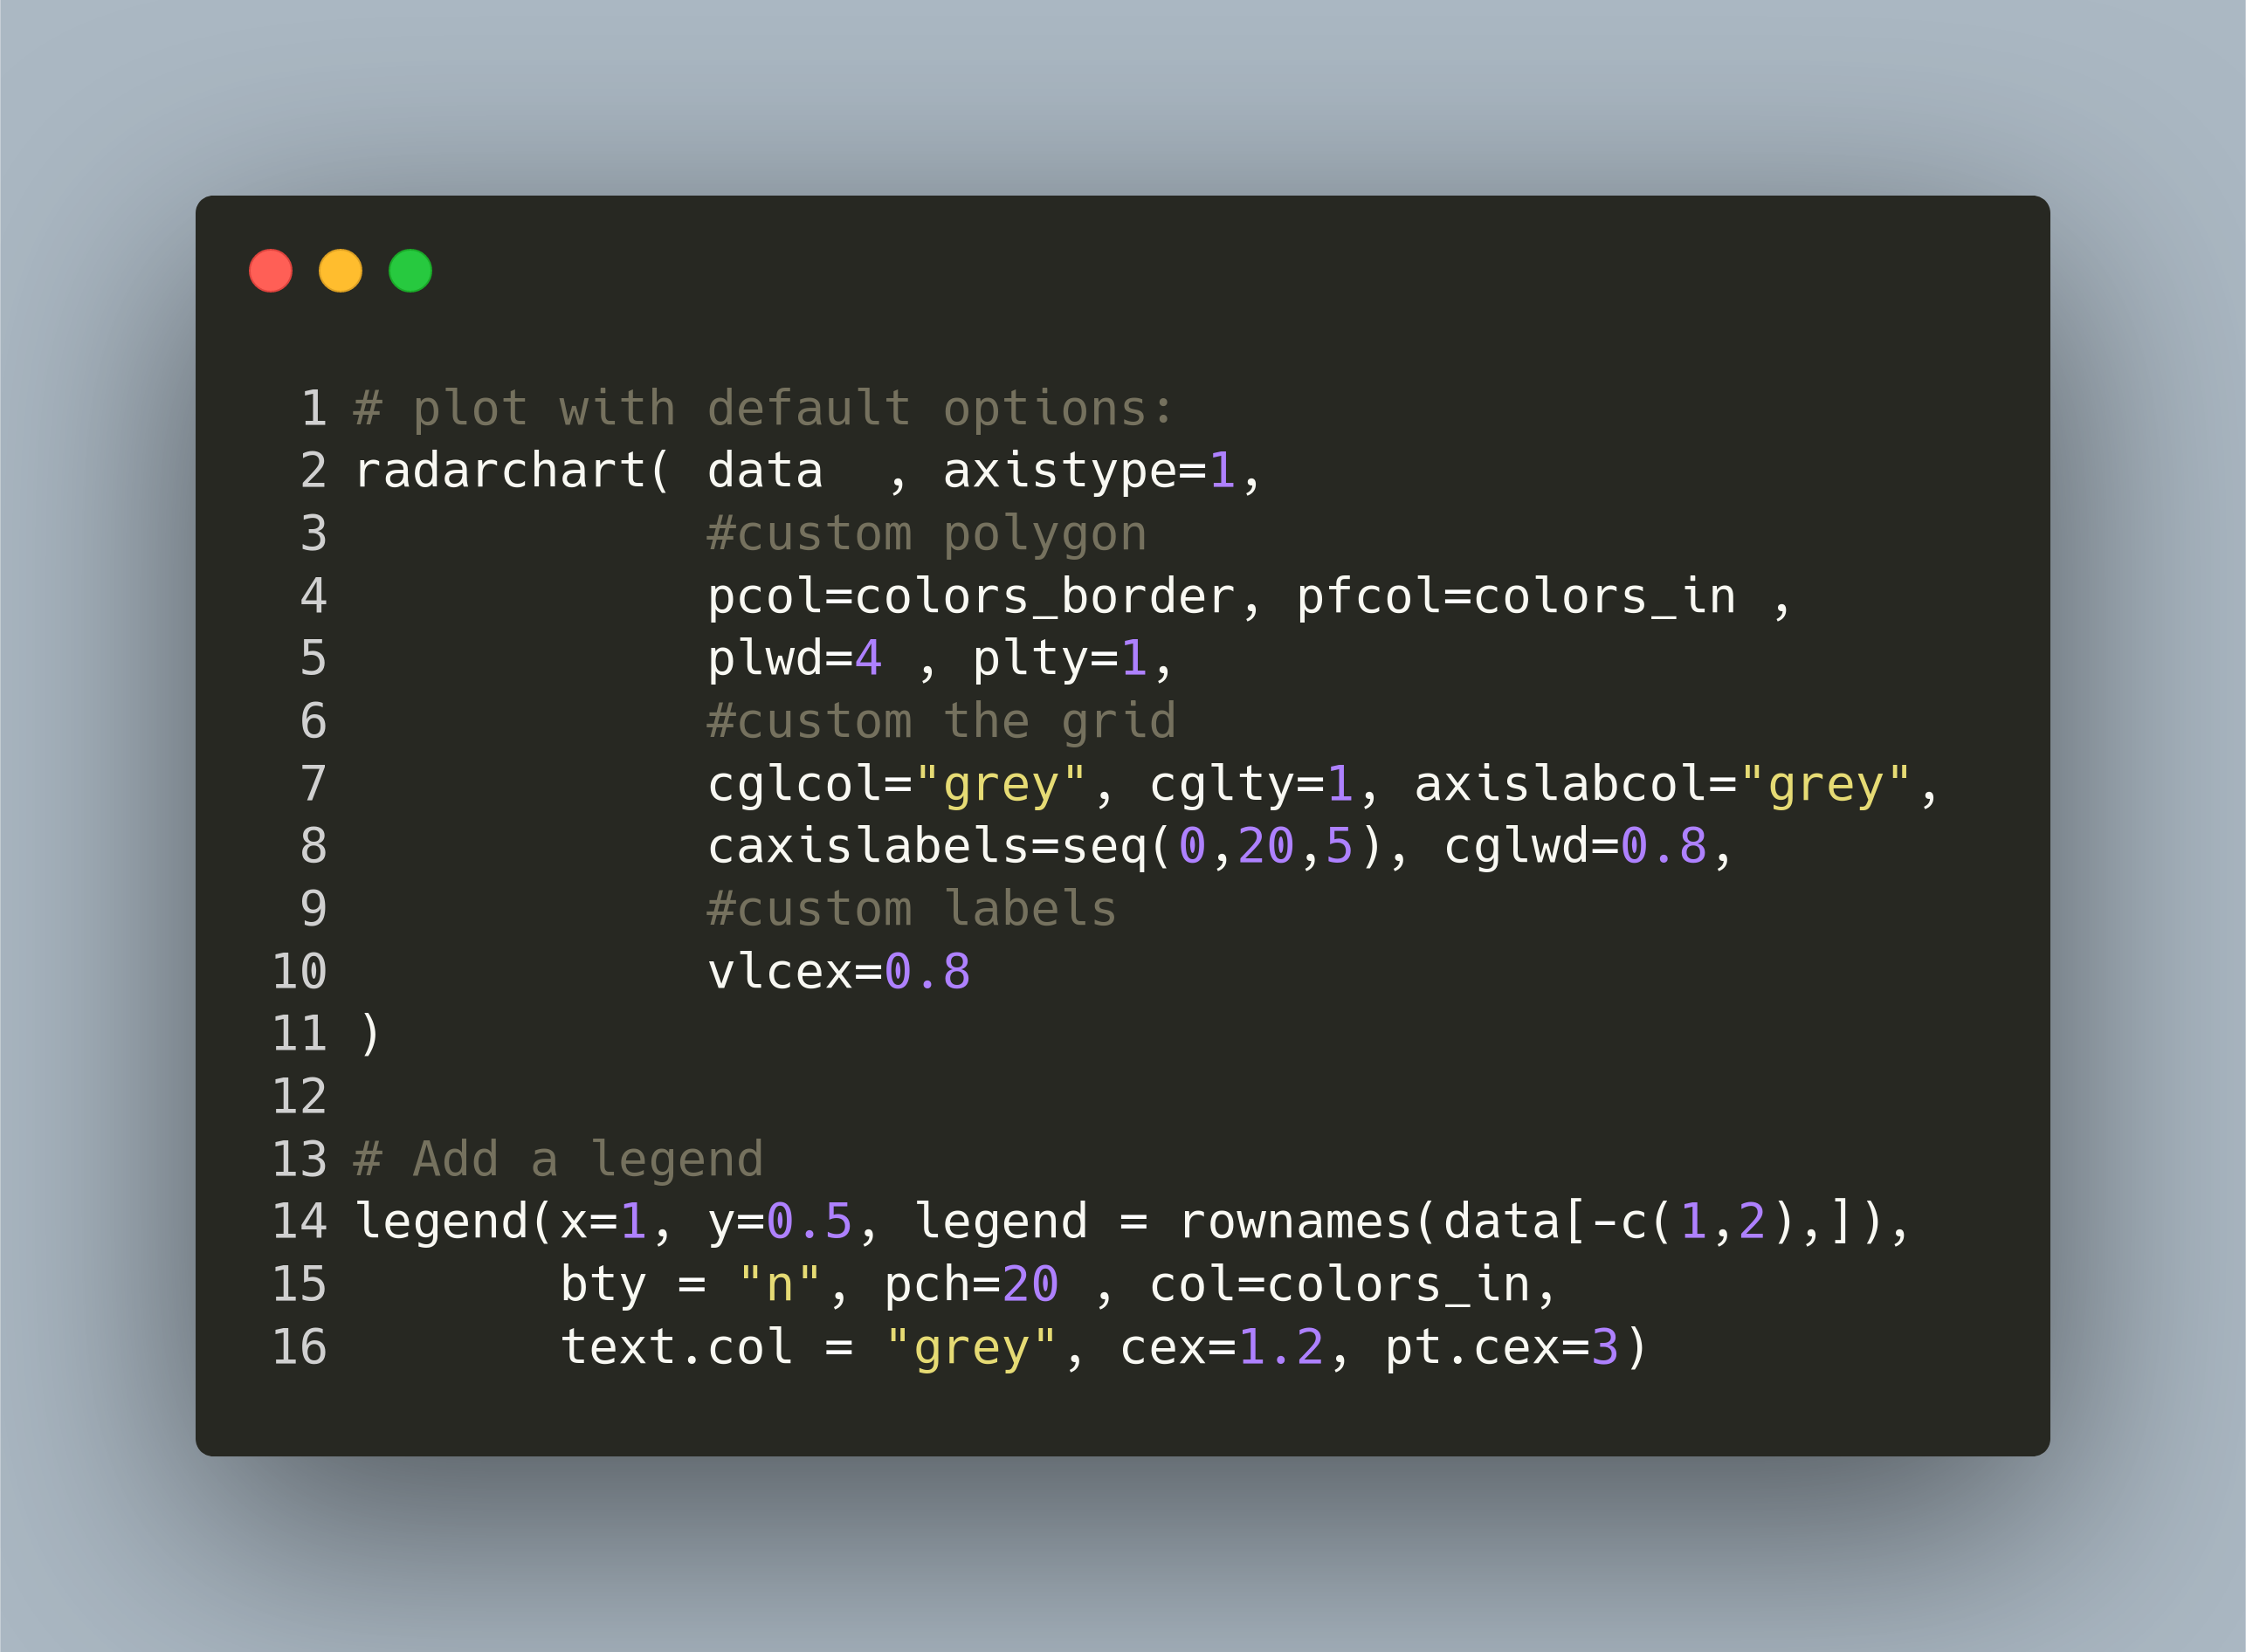 1 # plot with default options:
2 radarchart( data  , axistype=1,
3             #custom polygon
4             pcol=colors_border, pfcol=colors_in ,
5             plwd=4 , plty=1,
6             #custom the grid
7             cglcol="grey", cglty=1, axislabcol="grey",
8             caxislabels=seq(0,20,5), cglwd=0.8,
9             #custom labels
10             vlcex=0.8
11 )
12
13 # Add a legend
14 legend(x=1, y=0.5, legend = rownames(data[-c(1,2),]),
15        bty = "n", pch=20 , col=colors_in,
16        text.col = "grey", cex=1.2, pt.cex=3)